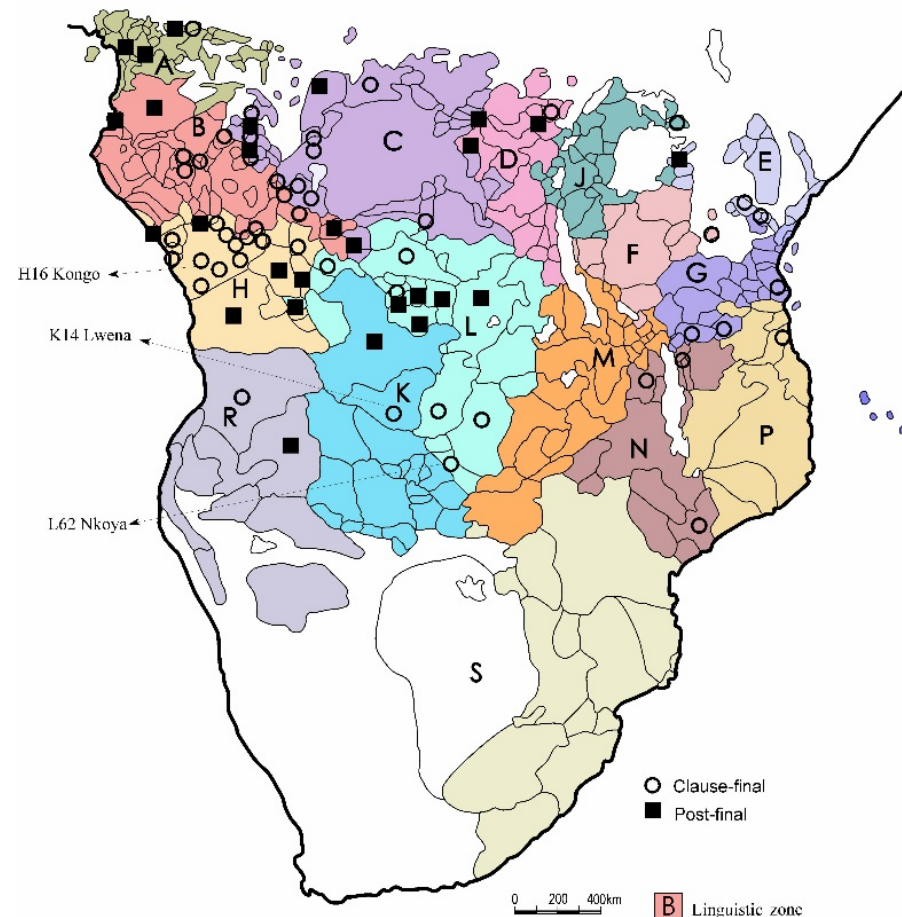 A
B
C
D
E
J
F
H16 Kongo
G
H
K14 Lwena
L
M
K
R
N
P
L62 Nkoya
S
Clause-final
Post-final
0 200 400km
B Linguistic zone